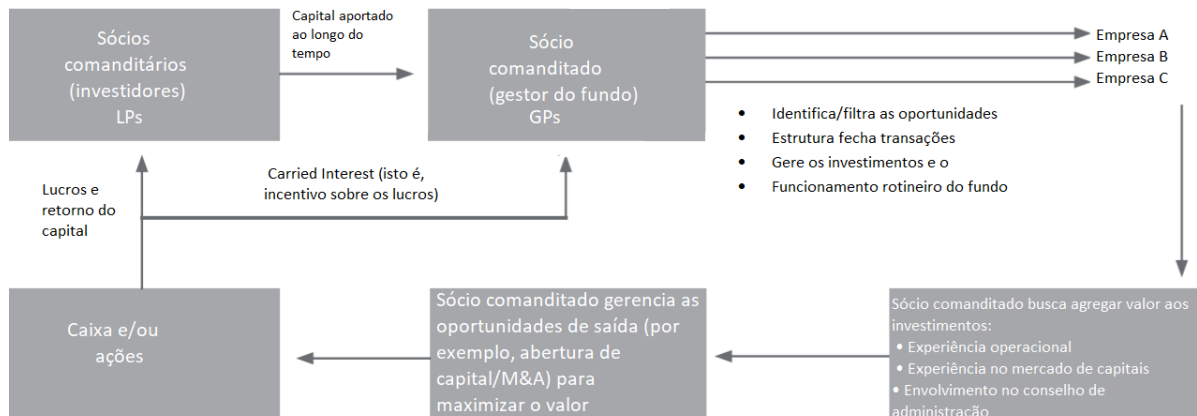 Sócios
comanditários
(investidores)
LPs
Capital aportado
ao longo do
tempo
Sócio
comanditado
(gestor do fundo)
GPs
Empresa A
Empresa B
Empresa C
• Identifica/filtra as oportunidades
• Estrutura fecha transações
• Gere os investimentos e o
• Funcionamento rotineiro do fundo
Lucros e
retorno do
capital
Carried Interest (isto é,
incentivo sobre os lucros)
Caixa e/ou
ações
Sócio comanditado gerencia as
oportunidades de saída (por
exemplo, abertura de
capital/M&A) para
maximizar o valor
Sócio comanditado busca agregar valor aos
investimentos:
• Experiência operacional
• Experiência no mercado de capitais
• Envolvimento no conselho de
administração